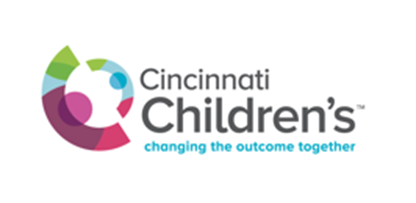 Cincinnati
Children's™
changing the outcome together